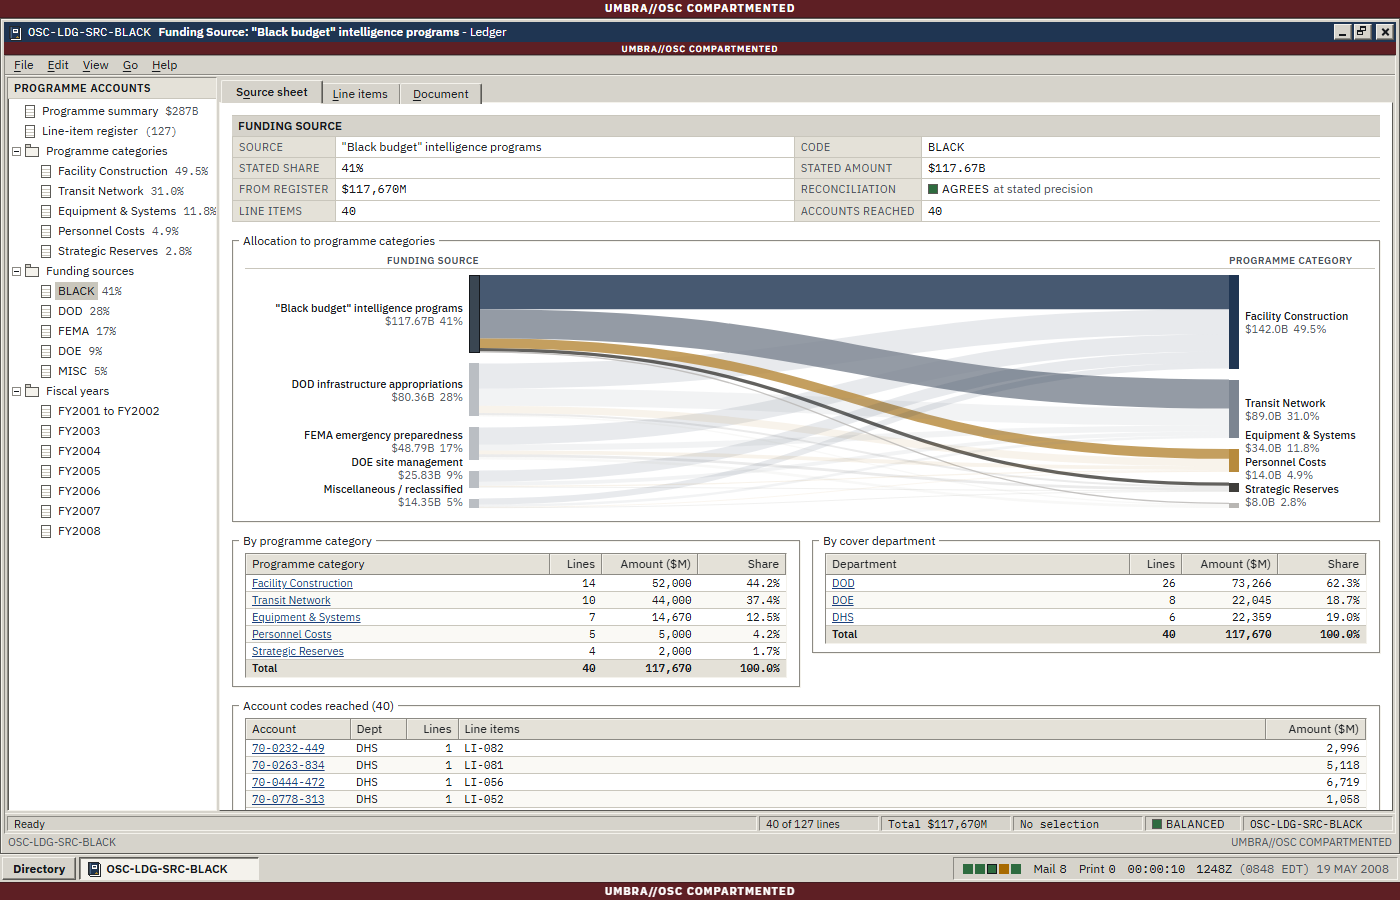 UMBRA//OSC COMPARTMENTED
OSC-LDG-SRC-BLACK Funding Source: "Black budget" intelligence programs - Ledger
UMBRA//OSC COMPARTMENTED
File Edit View Go Help
PROGRAMME ACCOUNTS
Programme summary $287B
Line-item register (127)
Programme categories
Facility Construction 49.5%
Transit Network 31.0%
Equipment & Systems 11.8%
Personnel Costs 4.9%
Strategic Reserves 2.8%
Funding sources
BLACK 41%
DOD 28%
FEMA 17%
DOE 9%
MISC 5%
Fiscal years
FY2001 to FY2002
FY2003
FY2004
FY2005
FY2006
FY2007
FY2008
Source sheet Line items Document
FUNDING SOURCE
SOURCE "Black budget" intelligence programs CODE BLACK
STATED SHARE 41% STATED AMOUNT $117.67B
FROM REGISTER $117,670M RECONCILIATION AGREES at stated precision
LINE ITEMS 40 ACCOUNTS REACHED 40
Allocation to programme categories
FUNDING SOURCE PROGRAMME CATEGORY
"Black budget" intelligence programs
$117.67B 41%
DOD infrastructure appropriations
$80.36B 28%
FEMA emergency preparedness
$48.79B 17%
DOE site management
$25.83B 9%
Miscellaneous / reclassified
$14.35B 5%
Facility Construction
$142.0B 49.5%
Transit Network
$89.0B 31.0%
Equipment & Systems
$34.0B 11.8%
Personnel Costs
$14.0B 4.9%
Strategic Reserves
$8.0B 2.8%
By programme category
Programme category Lines Amount ($M) Share
Facility Construction 14 52,000 44.2%
Transit Network 10 44,000 37.4%
Equipment & Systems 7 14,670 12.5%
Personnel Costs 5 5,000 4.2%
Strategic Reserves 4 2,000 1.7%
Total 40 117,670 100.0%
By cover department
Department Lines Amount ($M) Share
DOD 26 73,266 62.3%
DOE 8 22,045 18.7%
DHS 6 22,359 19.0%
Total 40 117,670 100.0%
Account codes reached (40)
Account Dept Lines Line items Amount ($M)
70-0232-449 DHS 1 LI-082 2,996
70-0263-834 DHS 1 LI-081 5,118
70-0444-472 DHS 1 LI-056 6,719
70-0778-313 DHS 1 LI-052 1,058
Ready 40 of 127 lines Total $117,670M No selection BALANCED OSC-LDG-SRC-BLACK
OSC-LDG-SRC-BLACK UMBRA//OSC COMPARTMENTED
Directory OSC-LDG-SRC-BLACK Mail 8 Print 0 00:00:10 1248Z (0848 EDT) 19 MAY 2008
UMBRA//OSC COMPARTMENTED